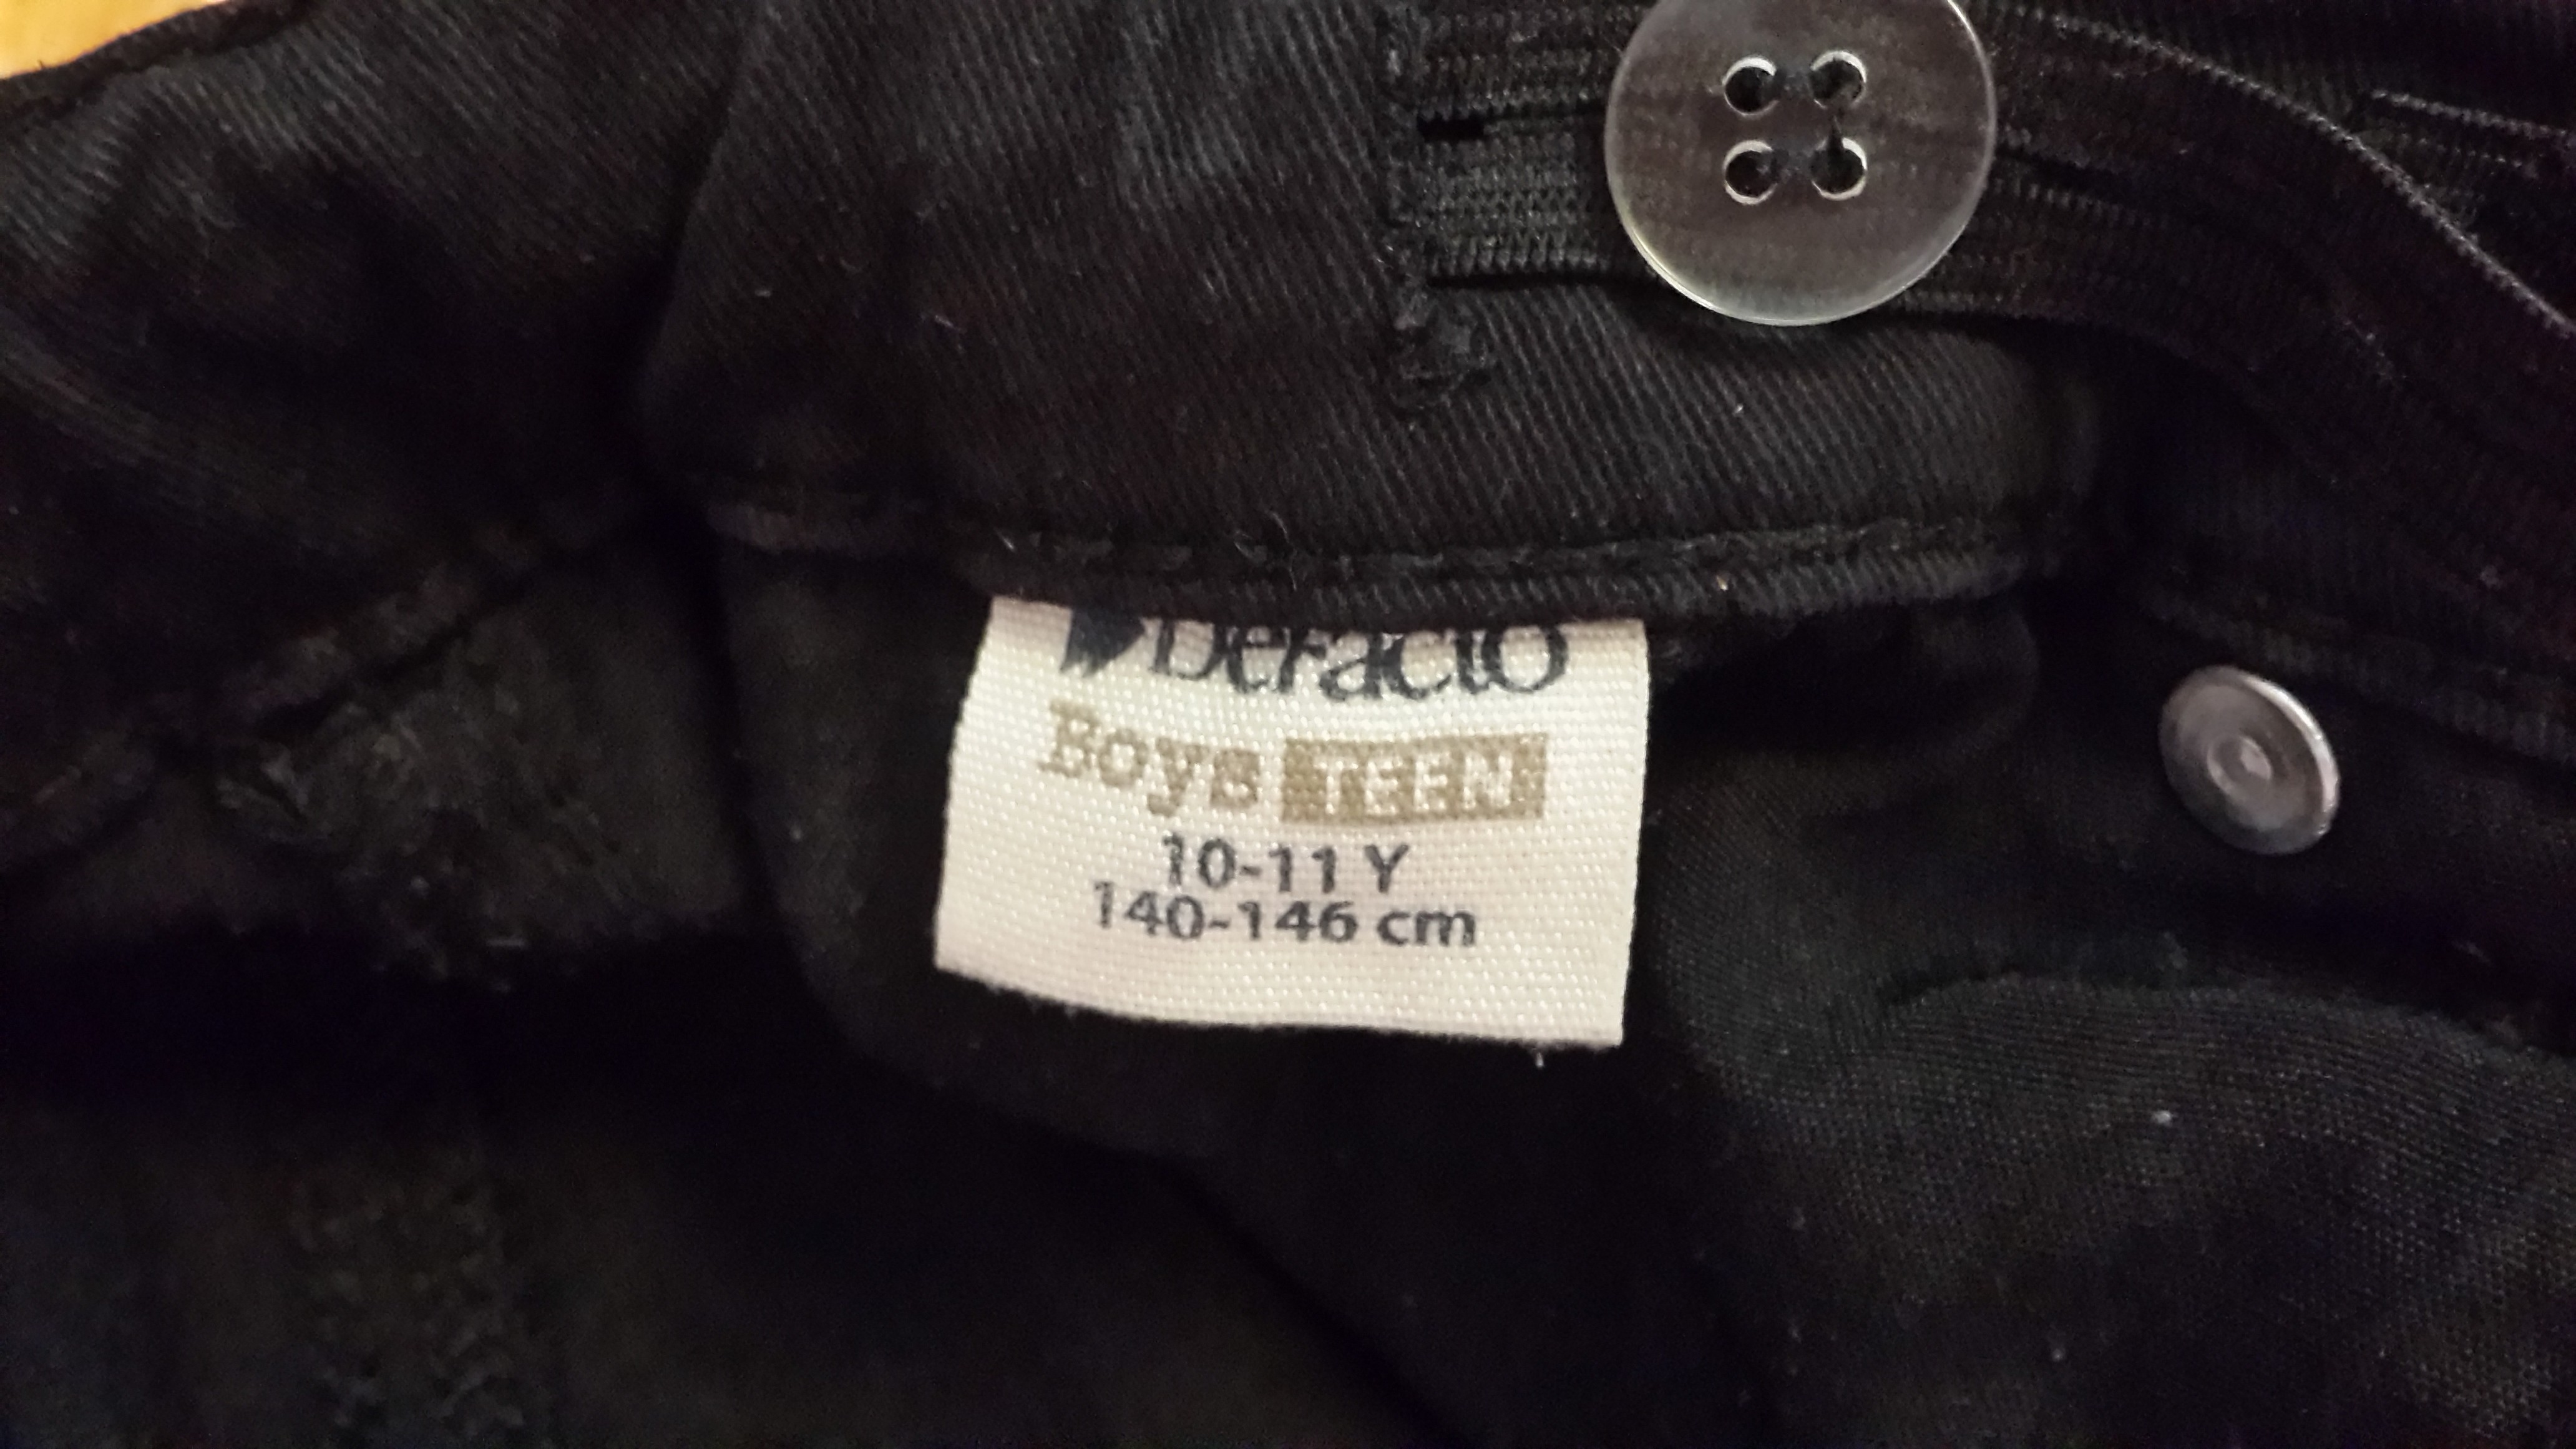 DeFacto
Boys TEEN
10-11 Y
140-146 cm